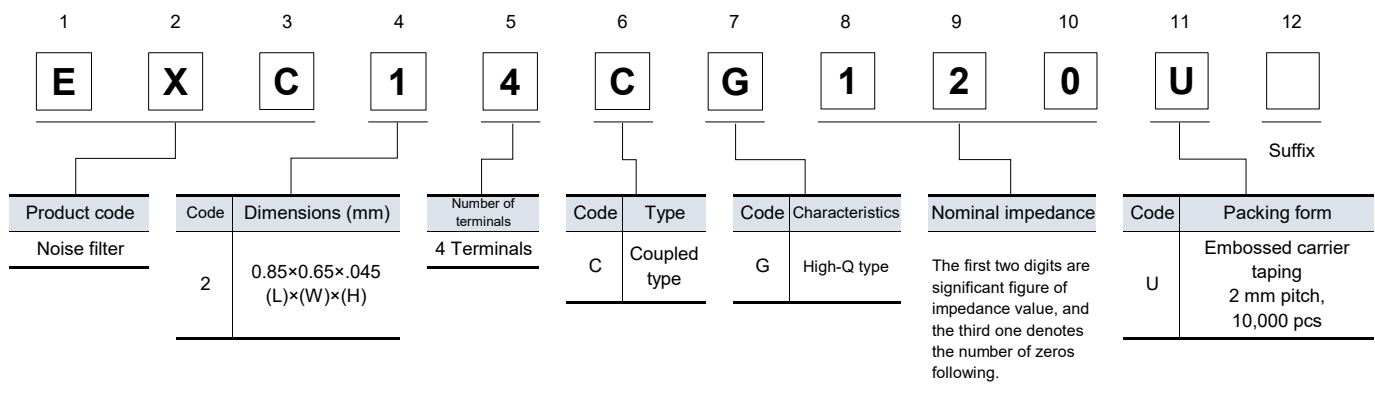 1 2 3 4 5 6 7 8 9 10 11 12
E X C 1 4 C G 1 2 0 U
Suffix
Product code
Noise filter
Code Dimensions (mm)
2 0.85×0.65×.045
(L)×(W)×(H)
Number of
terminals
4 Terminals
Code Type
C Coupled
type
Code Characteristics
G High-Q type
Nominal impedance
The first two digits are
significant figure of
impedance value, and
the third one denotes
the number of zeros
following.
Code Packing form
U Embossed carrier
taping
2 mm pitch,
10,000 pcs